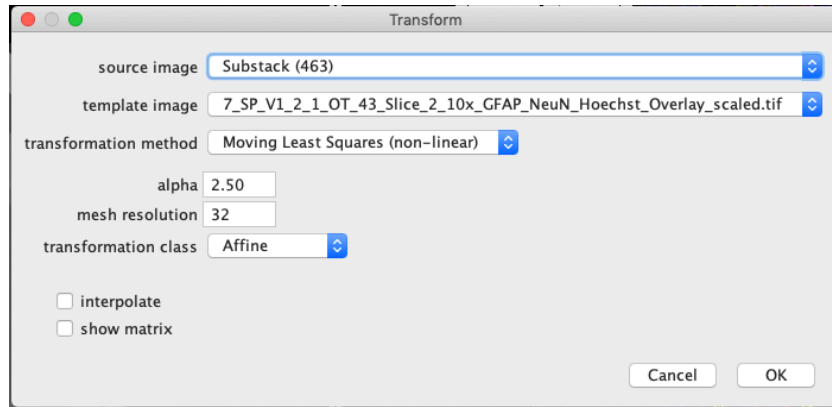 Transform
source image Substack (463)
template image 7_SP_V1_2_1_OT_43_Slice_2_10x_GFAP_NeuN_Hoechst_Overlay_scaled.tif
transformation method Moving Least Squares (non-linear)
alpha 2.50
mesh resolution 32
transformation class Affine
interpolate
show matrix
Cancel OK